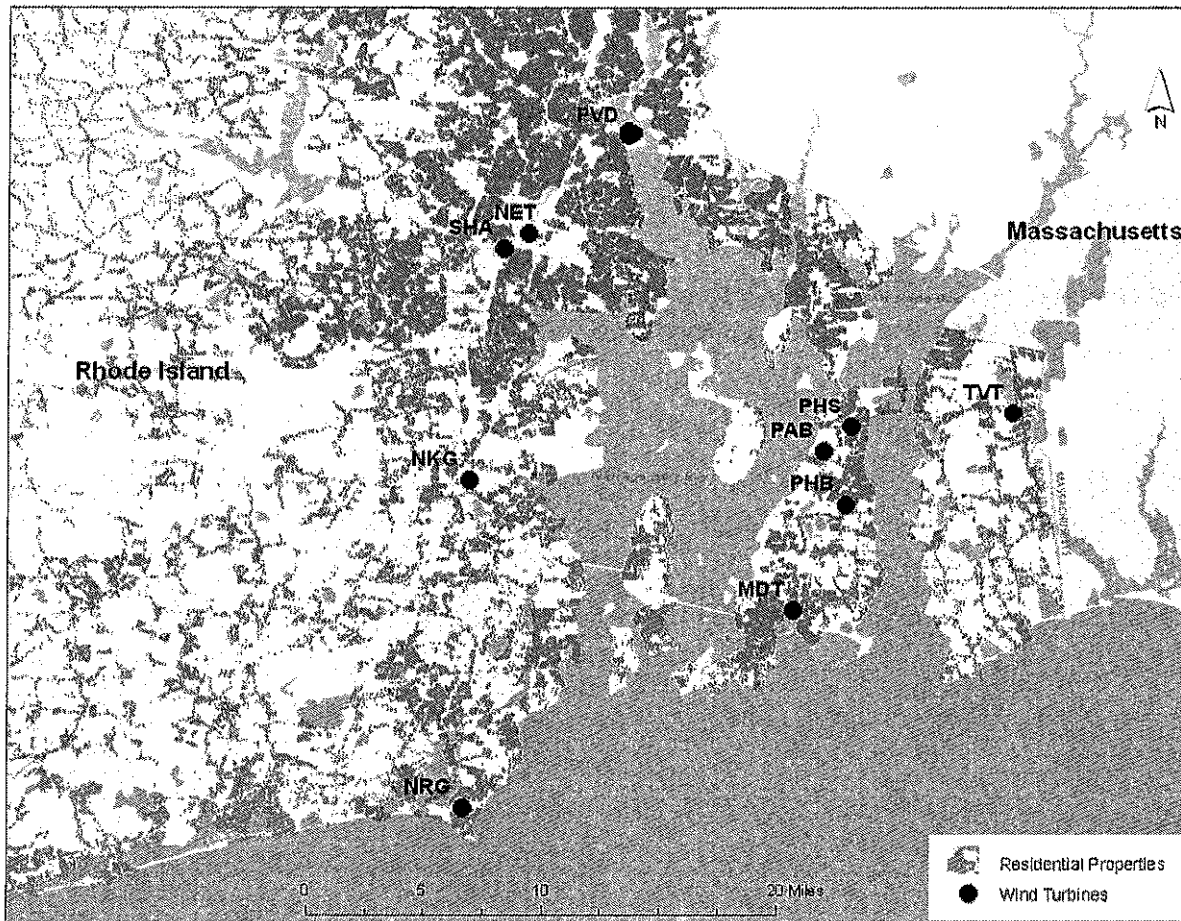 PVD
N
NET
SHA
Massachusetts
Rhode Island
TVT
PHS
PAB
NKG
PHB
MDT
NRG
0 5 10 20 Miles
Residential Properties
Wind Turbines